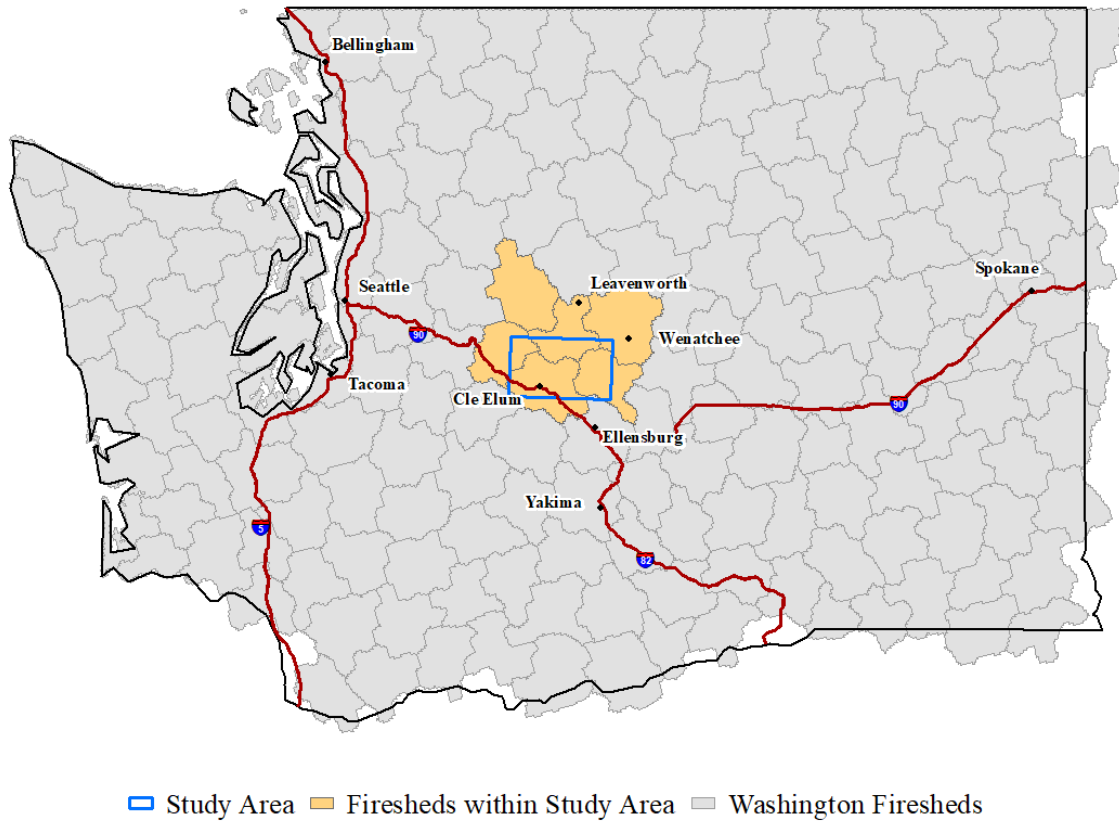 Bellingham
Leavenworth
Spokane
Seattle
90
Wenatchee
Tacoma
Cle Elum
90
Ellensburg
Yakima
5
82
Study Area Firesheds within Study Area Washington Firesheds